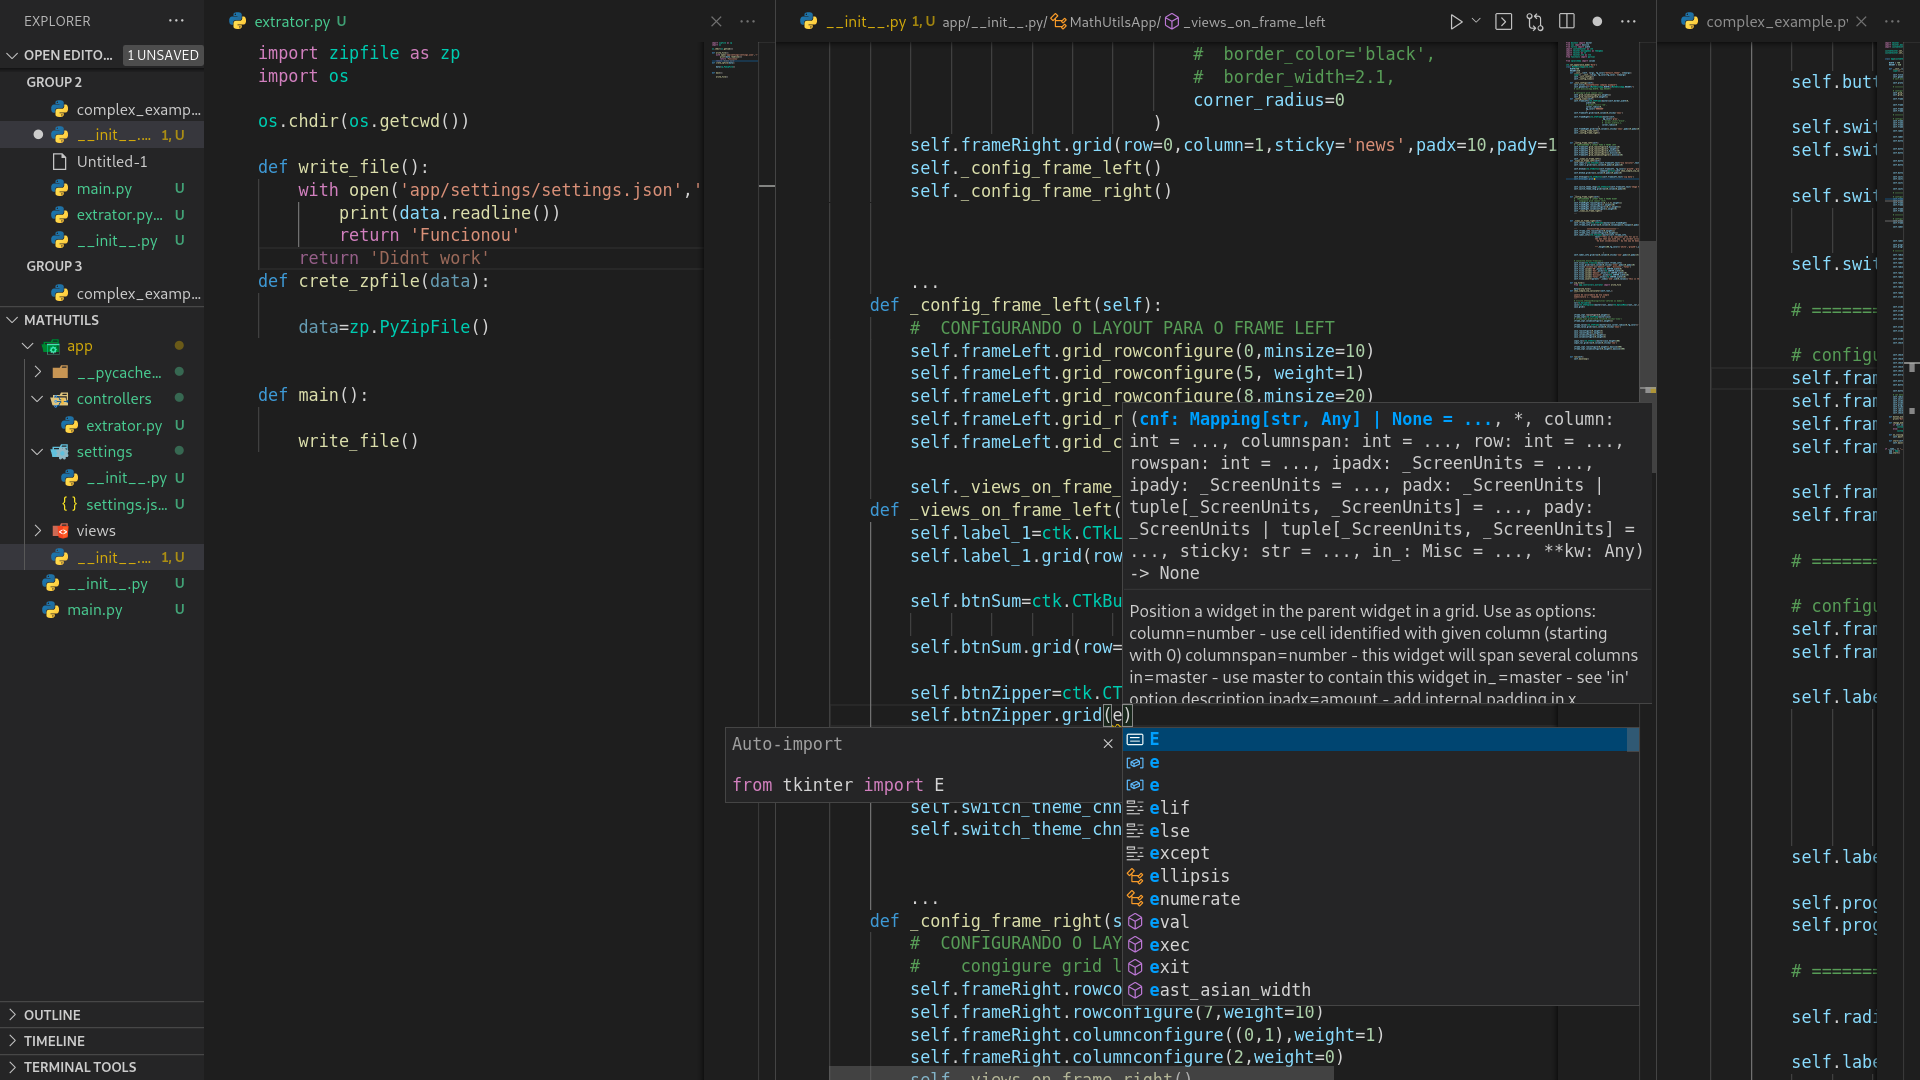 EXPLORER
OPEN EDITO... 1 UNSAVED
GROUP 2
complex_examp...
__init__.... 1, U
Untitled-1
main.py U
extrator.py... U
__init__.py U
GROUP 3
complex_examp...
MATHUTILS
app
__pycache...
controllers
extrator.py U
settings
__init__.py U
{} settings.js... U
views
__init__.... 1, U
__init__.py U
main.py U
OUTLINE
TIMELINE
TERMINAL TOOLS
extrator.py U
import zipfile as zp
import os
os.chdir(os.getcwd())
def write_file():
with open('app/settings/settings.json','
print(data.readline())
return 'Funcionou'
return 'Didnt work'
def crete_zpfile(data):
data=zp.PyZipFile()
def main():
write_file()
__init__.py 1, U app/__init__.py/ MathUtilsApp/ _views_on_frame_left
# border_color='black',
# border_width=2.1,
corner_radius=0
)
self.frameRight.grid(row=0,column=1,sticky='news',padx=10,pady=1
self._config_frame_left()
self._config_frame_right()
...
def _config_frame_left(self):
# CONFIGURANDO O LAYOUT PARA O FRAME LEFT
self.frameLeft.grid_rowconfigure(0,minsize=10)
self.frameLeft.grid_rowconfigure(5, weight=1)
self.frameLeft.grid_rowconfigure(8,minsize=20)
self.frameLeft.grid_r
self.frameLeft.grid_c
self._views_on_frame_
def _views_on_frame_left(
self.label_1=ctk.CTkL
self.label_1.grid(row
self.btnSum=ctk.CTkBu
self.btnSum.grid(row=
self.btnZipper=ctk.CT
self.btnZipper.grid(e)
(cnf: Mapping[str, Any] | None = ..., *, column:
int = ..., columnspan: int = ..., row: int = ...,
rowspan: int = ..., ipadx: _ScreenUnits = ...,
ipady: _ScreenUnits = ..., padx: _ScreenUnits |
tuple[_ScreenUnits, _ScreenUnits] = ..., pady:
_ScreenUnits | tuple[_ScreenUnits, _ScreenUnits] =
..., sticky: str = ..., in_: Misc = ..., **kw: Any)
-> None
Position a widget in the parent widget in a grid. Use as options:
column=number - use cell identified with given column (starting
with 0) columnspan=number - this widget will span several columns
in=master - use master to contain this widget in_=master - see 'in'
option description ipadx=amount - add internal padding in x
Auto-import
from tkinter import E
E
e
e
elif
else
except
ellipsis
enumerate
eval
exec
exit
east_asian_width
self.switch_theme_chn
self.switch_theme_chn
...
def _config_frame_right(s
# CONFIGURANDO O LAY
# congigure grid l
self.frameRight.rowco
self.frameRight.rowconfigure(7,weight=10)
self.frameRight.columnconfigure((0,1),weight=1)
self.frameRight.columnconfigure(2,weight=0)
self._views_on_frame_right()
complex_example.p
self.butt
self.swit
self.swit
self.swit
self.swit
# =======
# configu
self.fram
self.fram
self.fram
self.fram
self.fram
self.fram
# =======
# configu
self.fram
self.fram
self.labe
self.labe
self.prog
self.prog
# =======
self.radi
self.labe